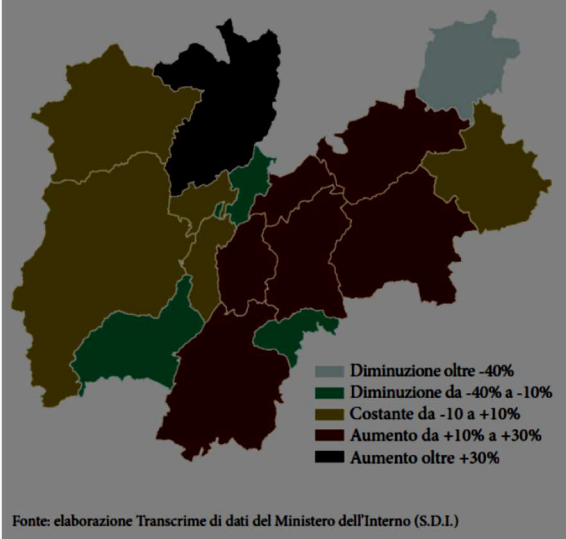 Diminuzione oltre -40%
Diminuzione da -40% a -10%
Costante da -10 a +10%
Aumento da +10% a +30%
Aumento oltre +30%
Fonte: elaborazione Transcrime di dati del Ministero dell'Interno (S.D.I.)